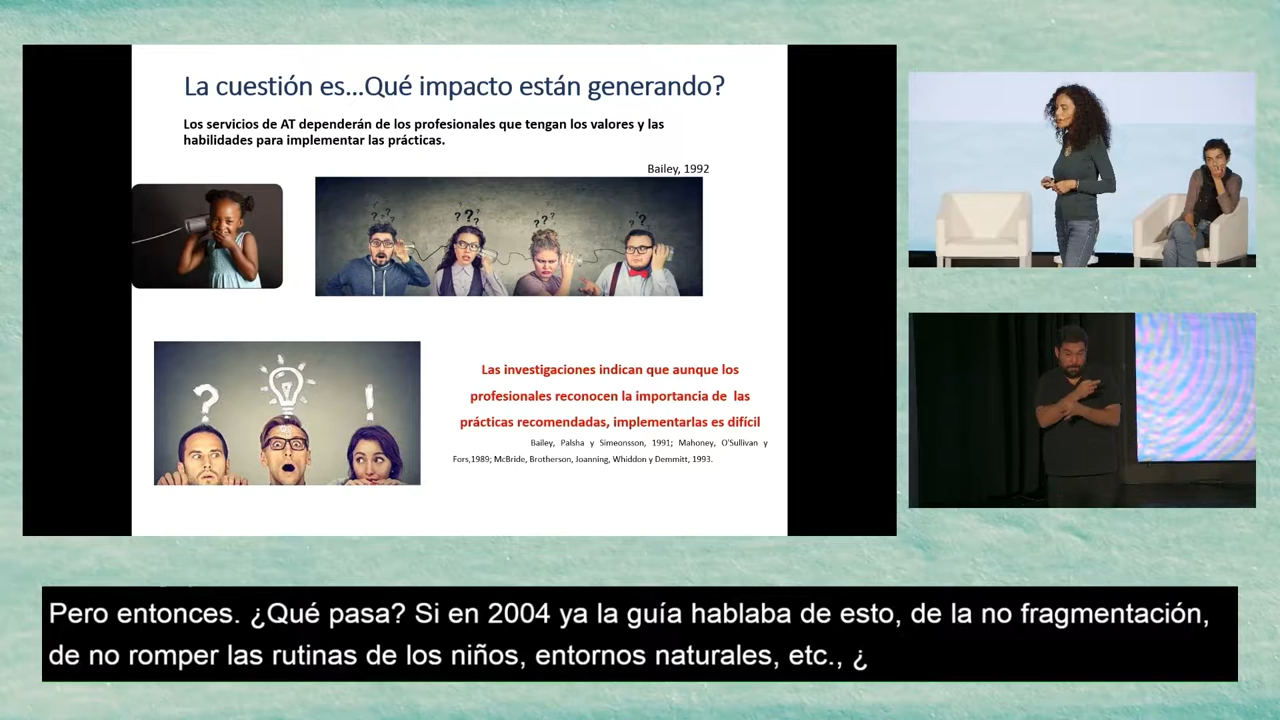 La cuestión es...Qué impacto están generando?
Los servicios de AT dependerán de los profesionales que tengan los valores y las
habilidades para implementar las prácticas.
Bailey, 1992
? ? ?
? ? ?
? ? ?
?
? !
Las investigaciones indican que aunque los
profesionales reconocen la importancia de las
prácticas recomendadas, implementarlas es difícil
Bailey, Palsha y Simeonsson, 1991; Mahoney, O'Sullivan y
Fors,1989; McBride, Brotherson, Joanning, Whiddon y Demmitt, 1993.
Pero entonces. ¿Qué pasa? Si en 2004 ya la guía hablaba de esto, de la no fragmentación,
de no romper las rutinas de los niños, entornos naturales, etc., ¿